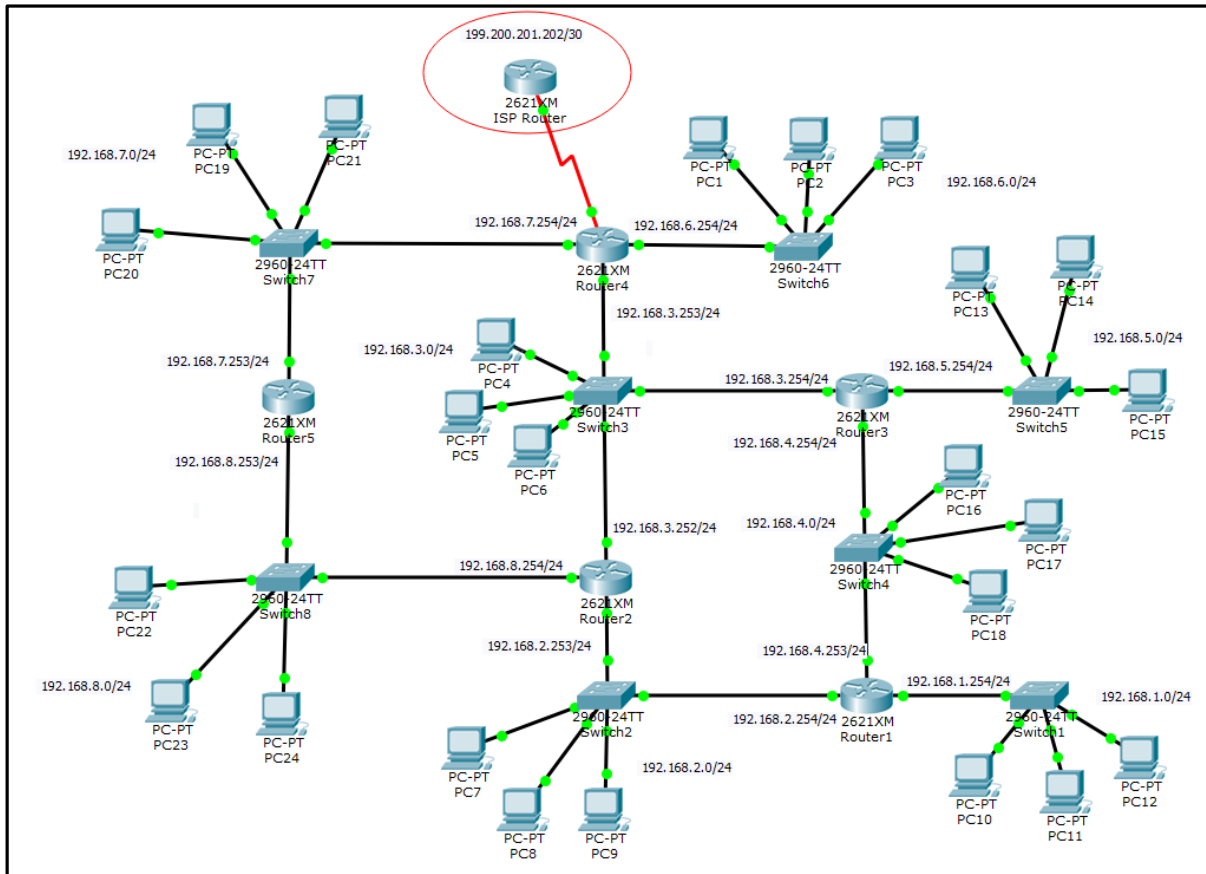 199.200.201.202/30
2621XM
ISP Router
PC-PT
PC19
PC-PT
PC21
192.168.7.0/24
PC-PT
PC20
2960-24TT
Switch7
192.168.7.254/24
192.168.6.254/24
2621XM
Router4
PC-PT
PC1
PC-PT
PC2
PC-PT
PC3
192.168.6.0/24
2960-24TT
Switch6
192.168.3.253/24
PC-PT
PC13
PC-PT
PC14
192.168.5.0/24
192.168.7.253/24
2621XM
Router5
192.168.8.253/24
192.168.3.0/24
PC-PT
PC4
PC-PT
PC5
PC-PT
PC6
2960-24TT
Switch3
192.168.3.254/24
192.168.5.254/24
2621XM
Router3
2960-24TT
Switch5
PC-PT
PC15
192.168.4.254/24
192.168.4.0/24
PC-PT
PC16
PC-PT
PC17
2960-24TT
Switch4
PC-PT
PC18
192.168.3.252/24
192.168.8.254/24
2621XM
Router2
2960-24TT
Switch8
PC-PT
PC22
192.168.8.0/24
PC-PT
PC23
PC-PT
PC24
192.168.2.253/24
192.168.4.253/24
192.168.1.254/24
192.168.1.0/24
2960-24TT
Switch2
192.168.2.254/24
2621XM
Router1
2960-24TT
Switch1
PC-PT
PC7
PC-PT
PC8
PC-PT
PC9
192.168.2.0/24
PC-PT
PC10
PC-PT
PC11
PC-PT
PC12